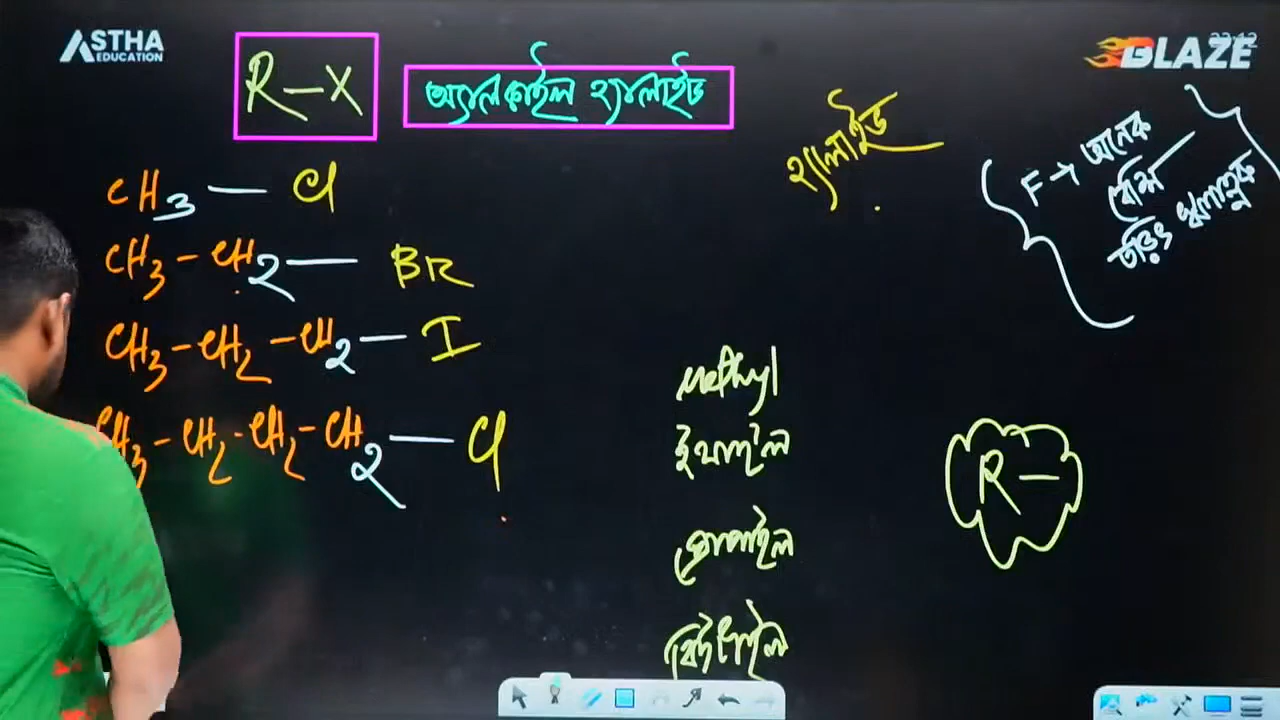 ASTHA
EDUCATION
R-X
অ্যালকাইল হ্যালাইড
হ্যালাইড
BLAZE
F → অনেক
বেশি
তড়িৎ ঋণাত্মক
CH3 — Cl
CH3 - CH2 — BR
CH3 - CH2 - CH2 — I
CH3 - CH2 - CH2 - CH2 — Cl
Methyl
ইথাইল
প্রোপাইল
বিউটাইল
R —